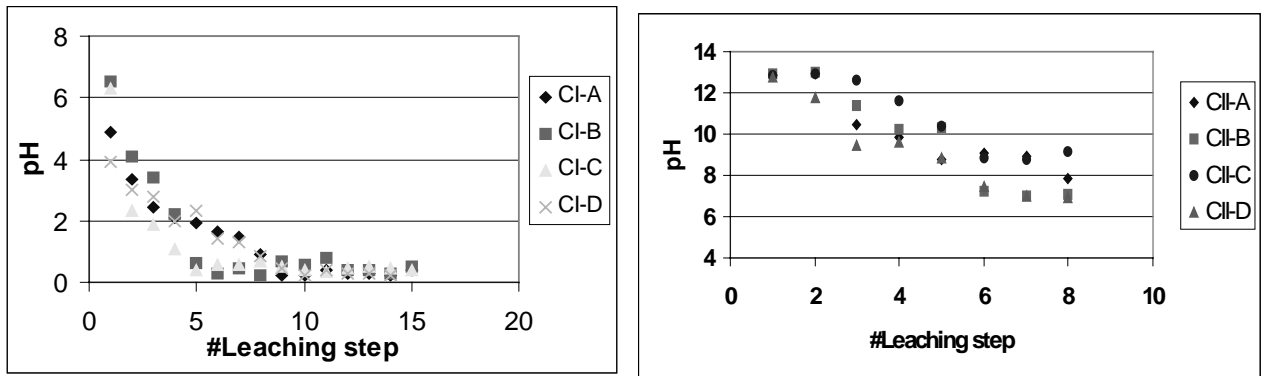 8
6
4
2
0
pH
0 5 10 15 20
#Leaching step
CI-A
CI-B
CI-C
CI-D
14
12
10
8
6
4
pH
0 2 4 6 8 10
#Leaching step
CII-A
CII-B
CII-C
CII-D